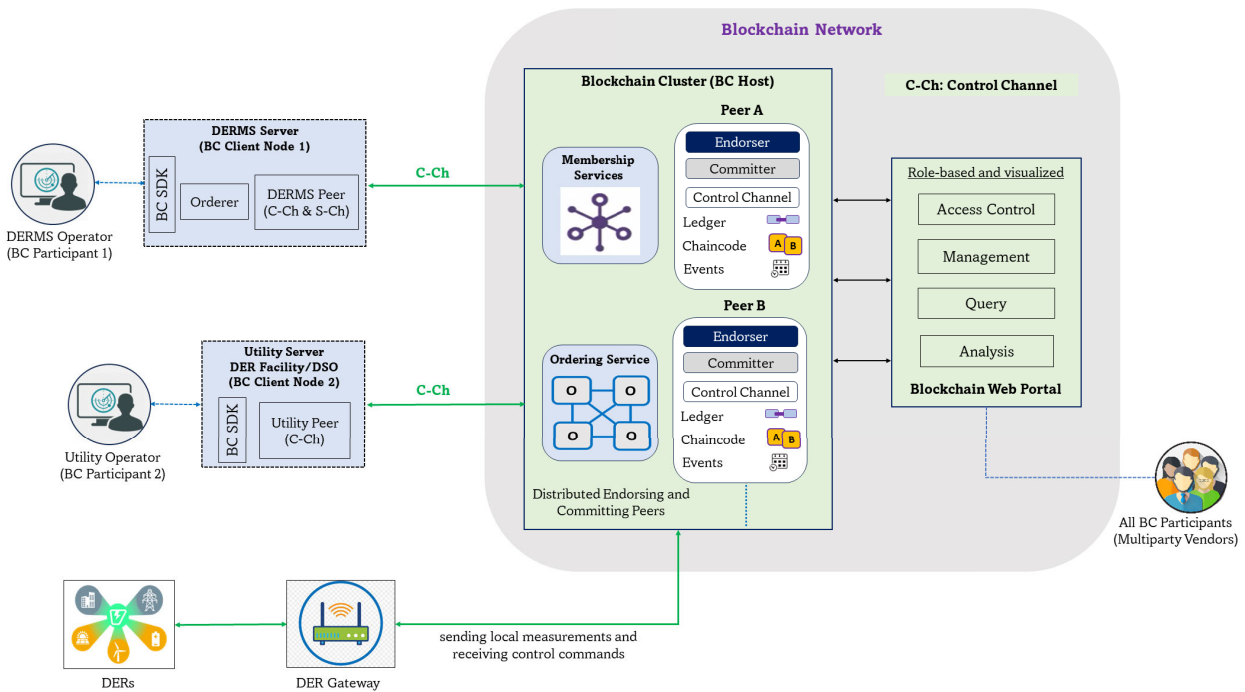 Blockchain Network
Blockchain Cluster (BC Host)
C-Ch: Control Channel
Peer A
DERMS Server
(BC Client Node 1)
BC SDK
Orderer
DERMS Peer
(C-Ch & S-Ch)
DERMS Operator
(BC Participant 1)
C-Ch
Membership
Services
Endorser
Committer
Control Channel
Ledger
Chaincode
A B
Events
Role-based and visualized
Access Control
Management
Query
Analysis
Blockchain Web Portal
Peer B
Utility Server
DER Facility/DSO
(BC Client Node 2)
BC SDK
Utility Peer
(C-Ch)
Utility Operator
(BC Participant 2)
C-Ch
Ordering Service
O O
O O
Endorser
Committer
Control Channel
Ledger
Chaincode
A B
Events
Distributed Endorsing and
Committing Peers
All BC Participants
(Multiparty Vendors)
sending local measurements and
receiving control commands
DERs
DER Gateway